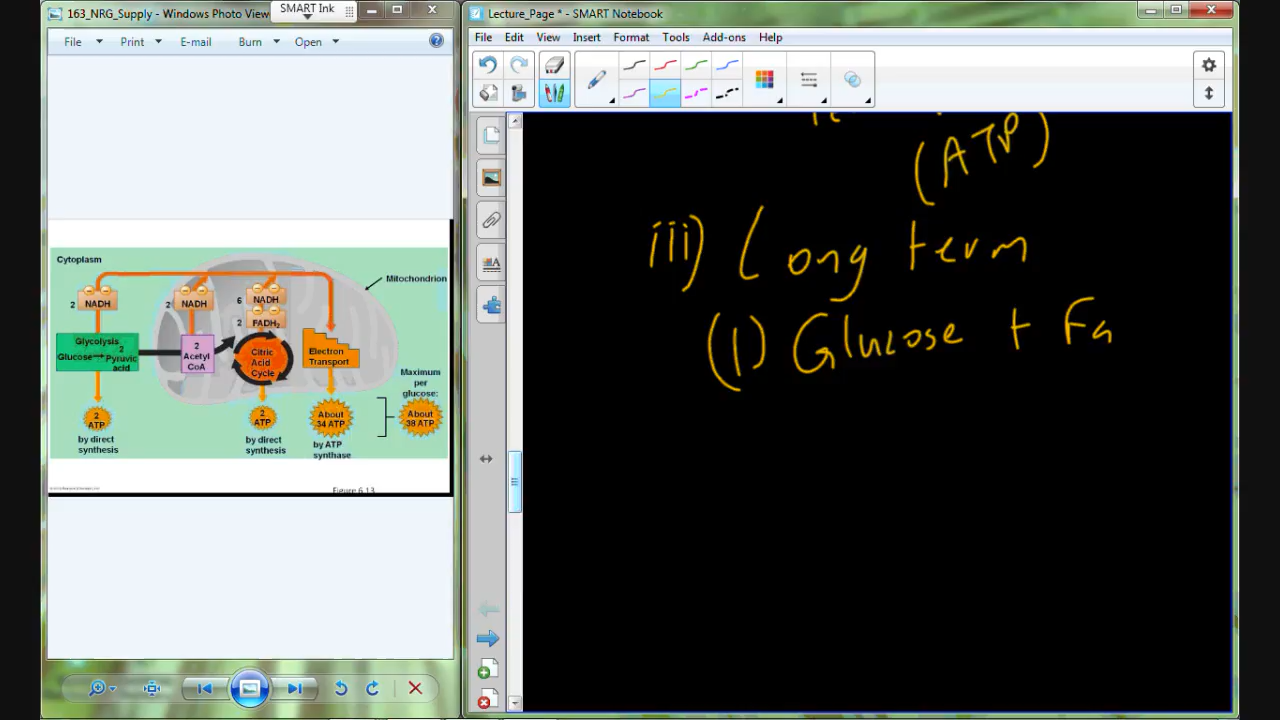 163_NRG_Supply - Windows Photo View
SMART Ink
File Print E-mail Burn Open
Cytoplasm
Mitochondrion
2 NADH
2 NADH
6 NADH
2 FADH₂
Glycolysis
Glucose 2 Pyruvic acid
2 Acetyl CoA
Citric Acid Cycle
Electron Transport
Maximum per glucose:
2 ATP
2 ATP
About 34 ATP
About 38 ATP
by direct synthesis
by direct synthesis
by ATP synthase
Figure 6.13
Lecture_Page * - SMART Notebook
File Edit View Insert Format Tools Add-ons Help
(ATP)
iii) Long term
(1) Glucose + Fa